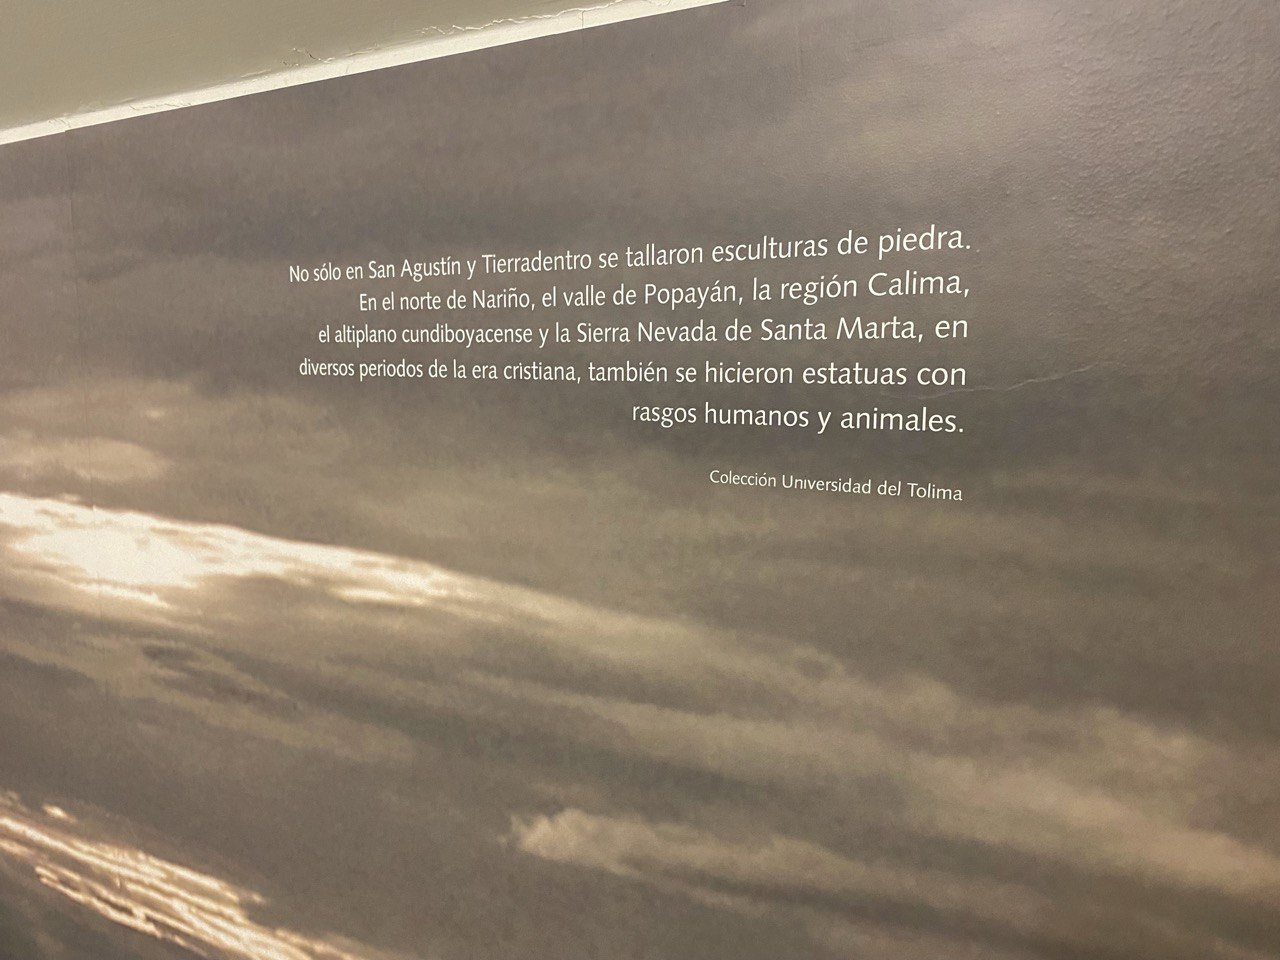 No sólo en San Agustín y Tierradentro se tallaron esculturas de piedra.
En el norte de Nariño, el valle de Popayán, la región Calima,
el altiplano cundiboyacense y la Sierra Nevada de Santa Marta, en
diversos periodos de la era cristiana, también se hicieron estatuas con
rasgos humanos y animales.
Colección Universidad del Tolima